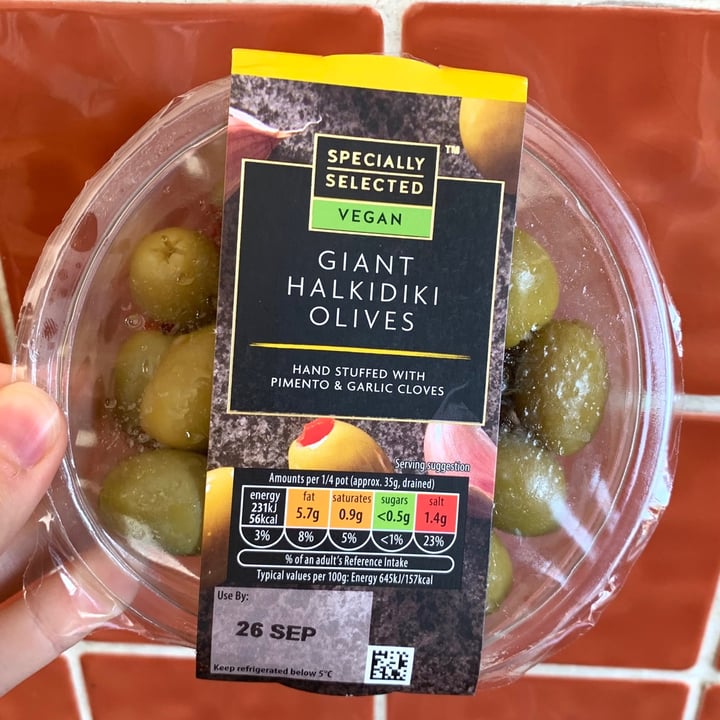 SPECIALLY
SELECTED
TM
VEGAN
GIANT
HALKIDIKI
OLIVES
HAND STUFFED WITH
PIMENTO & GARLIC CLOVES
Serving suggestion
Amounts per 1/4 pot (approx. 35g, drained)
energy fat saturates sugars salt
231kJ 5.7g 0.9g <0.5g 1.4g
56kcal
3% 8% 5% <1% 23%
% of an adult's Reference Intake
Typical values per 100g: Energy 645kJ/157kcal
Use By:
26 SEP
Keep refrigerated below 5°C